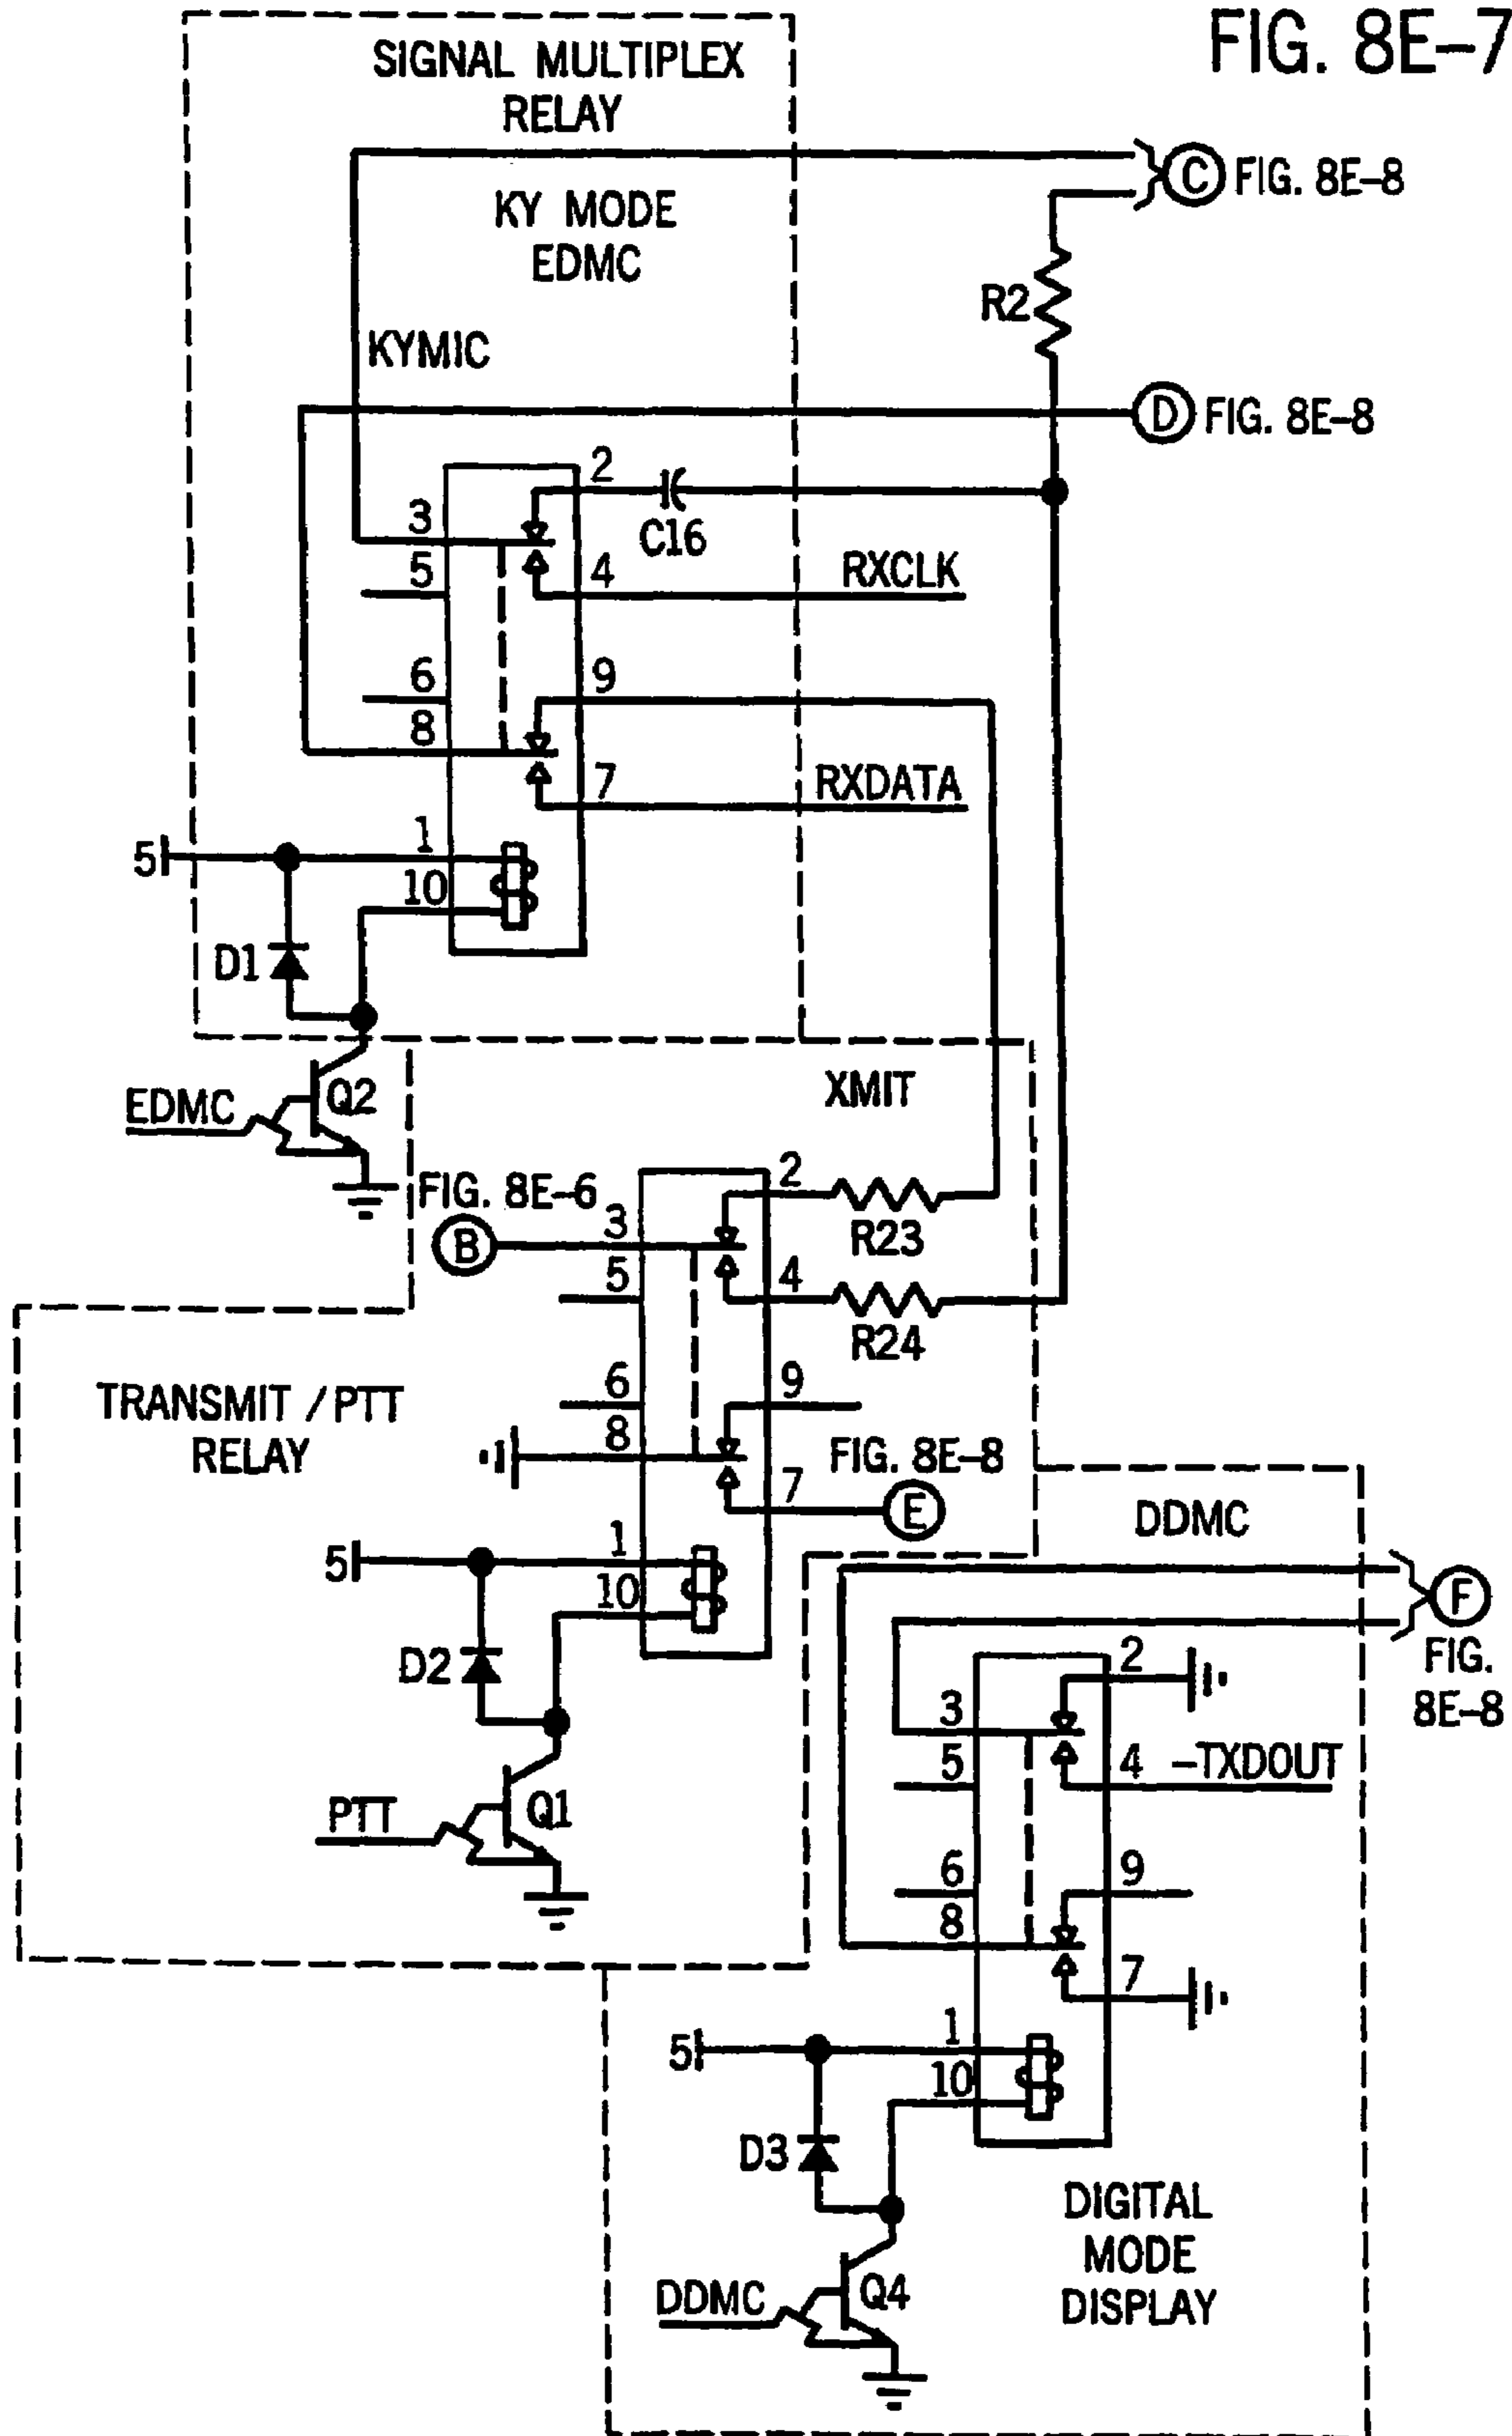 FIG. 8E-7
SIGNAL MULTIPLEX
RELAY
C FIG. 8E-8
KY MODE
EDMC
R2
KYMIC
D FIG. 8E-8
2
3
C16
5
4
RXCLK
6
9
8
7
RXDATA
1
5
10
D1
XMIT
EDMC
Q2
FIG. 8E-6
2
3
B
R23
5
4
R24
6
9
TRANSMIT / PTT
RELAY
8
FIG. 8E-8
7
E
DDMC
1
5
10
F
FIG.
8E-8
D2
2
3
5
4
-TXDOUT
PTT
Q1
6
9
8
7
1
5
10
D3
DIGITAL
MODE
DISPLAY
DDMC
Q4